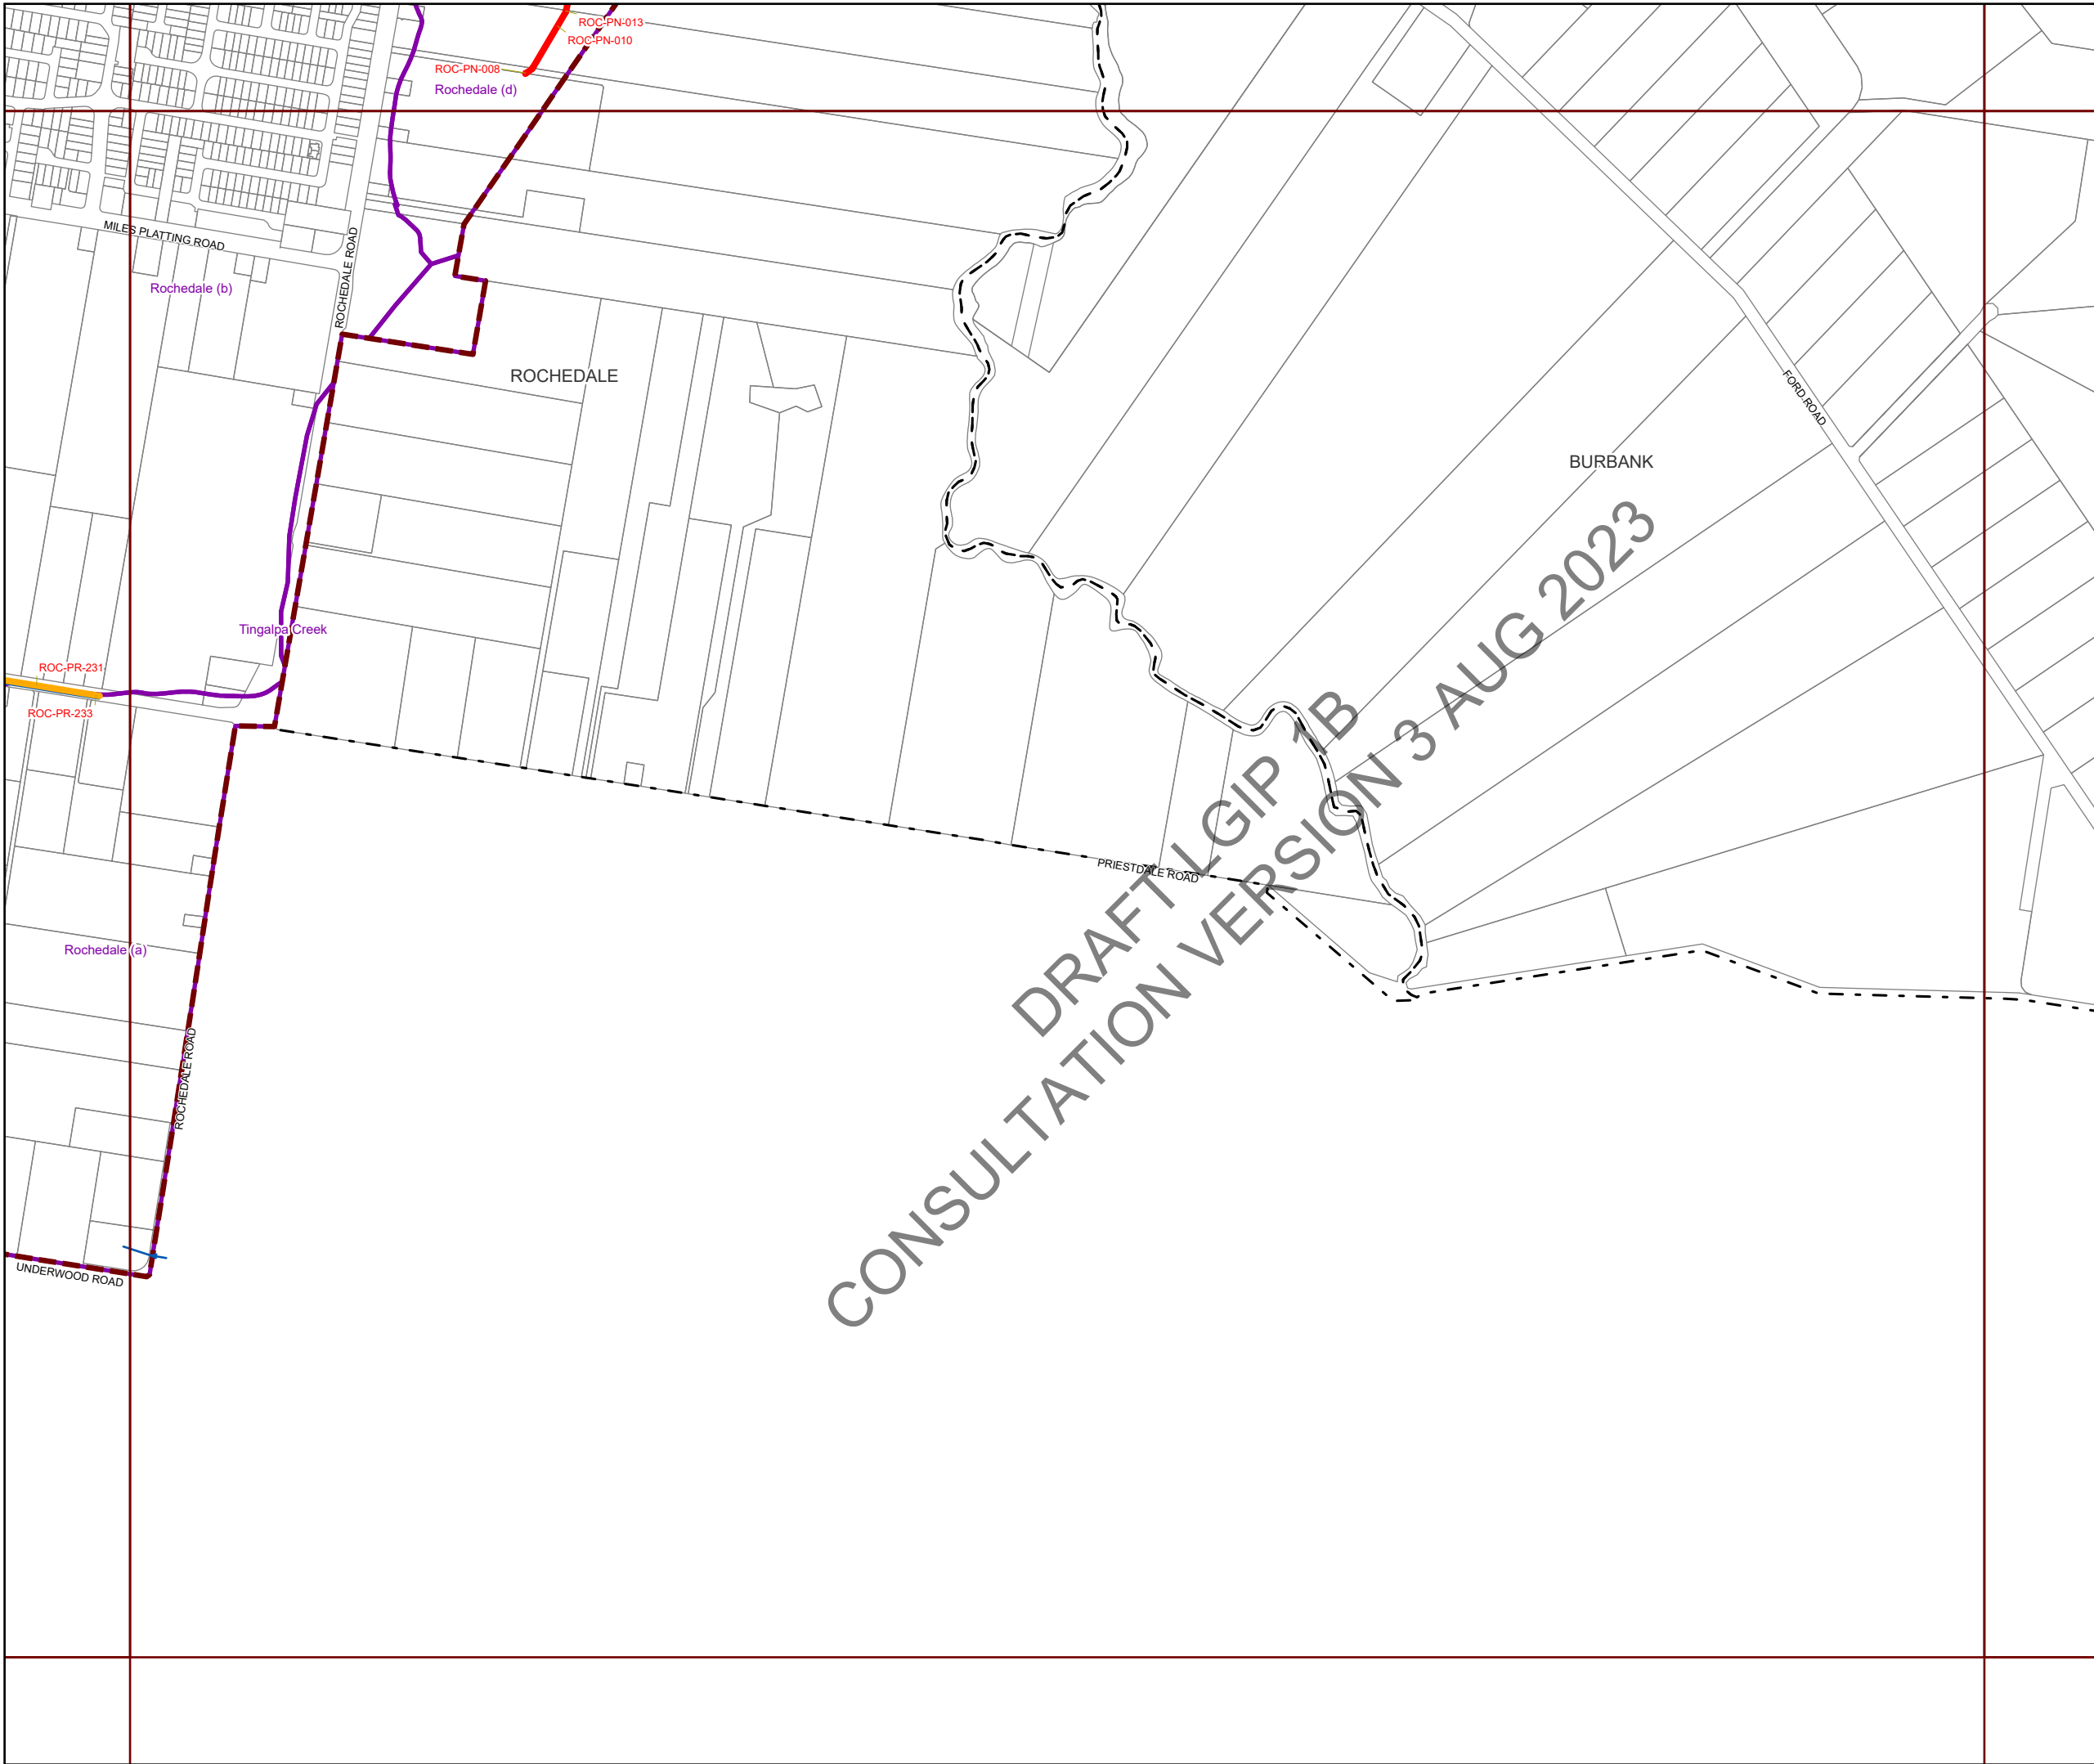 ROC-PN-013
ROC-PN-010
ROC-PN-008
Rochedale (d)
MILES PLATTING ROAD
ROCHEDALE ROAD
Rochedale (b)
ROCHEDALE
FORD ROAD
BURBANK
Tingalpa Creek
ROC-PR-231
ROC-PR-233
PRIESTDALE ROAD
DRAFT LGIP 1B
CONSULTATION VERSION 3 AUG 2023
Rochedale (a)
ROCHEDALE ROAD
UNDERWOOD ROAD